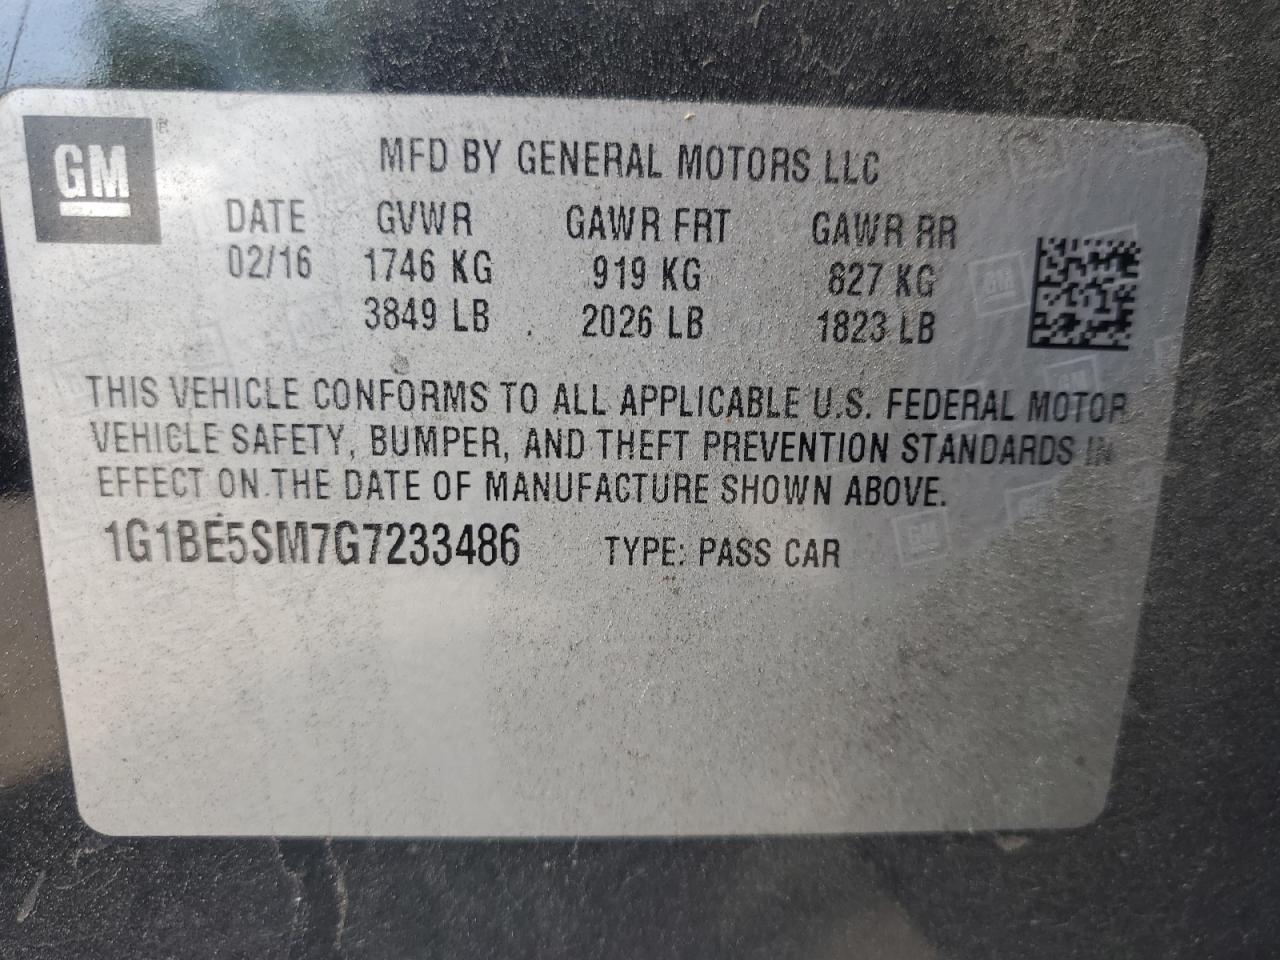 GM
MFD BY GENERAL MOTORS LLC
DATE GVWR GAWR FRT GAWR RR
02/16 1746 KG 919 KG 827 KG
3849 LB 2026 LB 1823 LB
THIS VEHICLE CONFORMS TO ALL APPLICABLE U.S. FEDERAL MOTOR
VEHICLE SAFETY, BUMPER, AND THEFT PREVENTION STANDARDS IN
EFFECT ON THE DATE OF MANUFACTURE SHOWN ABOVE.
1G1BE5SM7G7233486 TYPE: PASS CAR